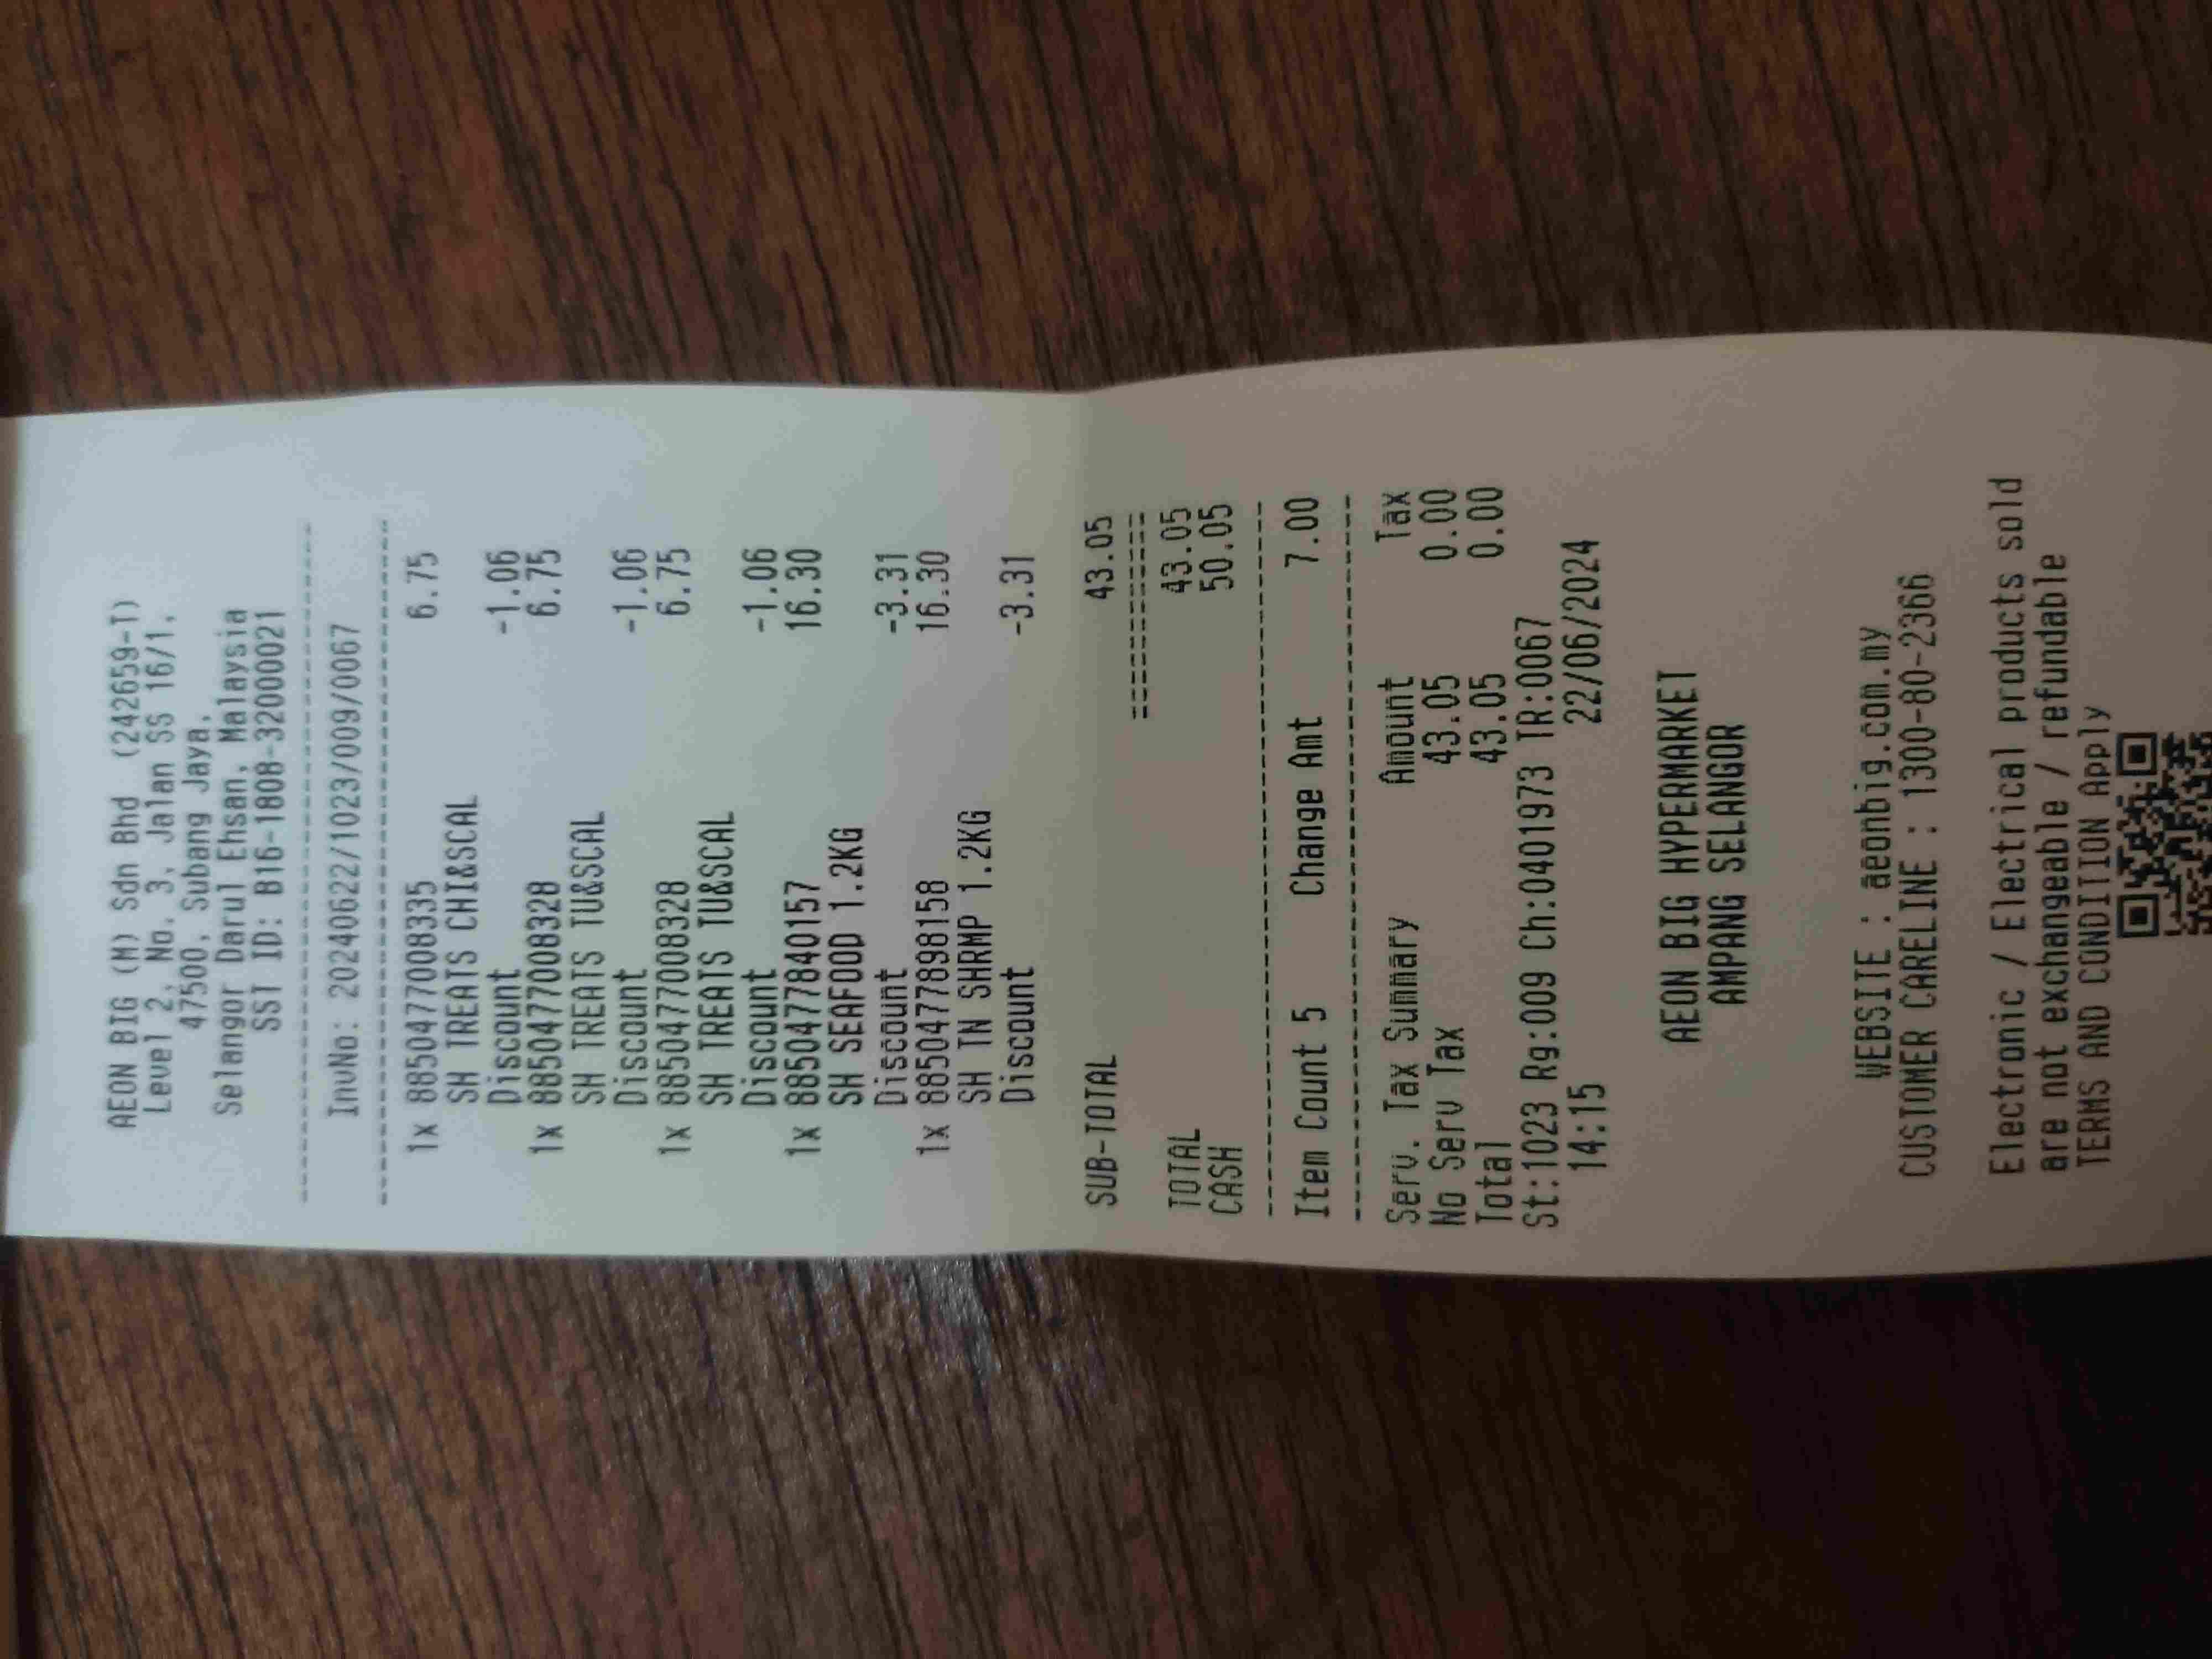 AEON BIG (M) Sdn Bhd (242659-T)
Level 2, No. 3, Jalan SS 16/1,
47500, Subang Jaya,
Selangor Darul Ehsan, Malaysia
SST ID: B16-1808-32000021
InvNo: 20240622/1023/009/0067
1x 8850477008335 6.75
SH TREATS CHI&SCAL
Discount -1.06
1x 8850477008328 6.75
SH TREATS TU&SCAL
Discount -1.06
1x 8850477008328 6.75
SH TREATS TU&SCAL
Discount -1.06
1x 8850477840157 16.30
SH SEAFOOD 1.2KG
Discount -3.31
1x 8850477898158 16.30
SH TN SHRMP 1.2KG
Discount -3.31
SUB-TOTAL 43.05
TOTAL 43.05
CASH 50.05
Item Count 5 Change Amt 7.00
Serv. Tax Summary Amount Tax
No Serv Tax 43.05 0.00
Total 43.05 0.00
St:1023 Rg:009 Ch:0401973 TR:0067
14:15 22/06/2024
AEON BIG HYPERMARKET
AMPANG SELANGOR
WEBSITE : aeonbig.com.my
CUSTOMER CARELINE : 1300-80-2366
Electronic / Electrical products sold
are not exchangeable / refundable
TERMS AND CONDITION Apply